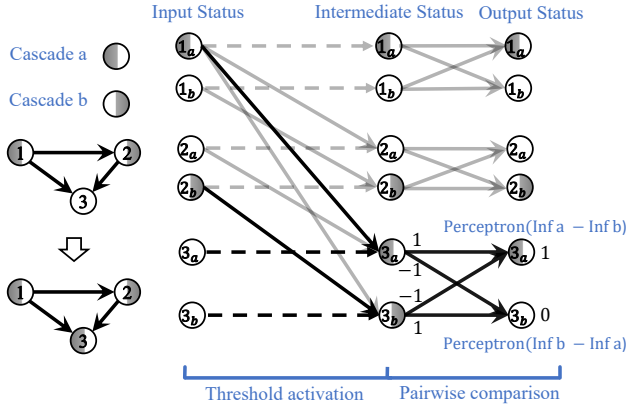 Input Status Intermediate Status Output Status
Cascade a
Cascade b
1a 1a 1a
1b 1b 1b
2a 2a 2a
2b 2b 2b
1 2
3
Perceptron(Inf a − Inf b)
3a 3a 1 3a 1
−1
−1
3b 3b 1 3b 0
Perceptron(Inf b − Inf a)
1 2
3
Threshold activation Pairwise comparison